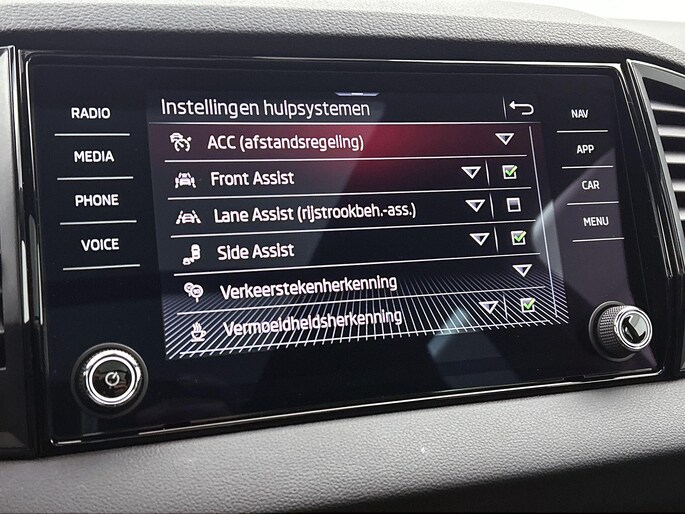 RADIO
MEDIA
PHONE
VOICE
Instellingen hulpsystemen
ACC (afstandsregeling)
Front Assist
Lane Assist (rijstrookbeh.-ass.)
Side Assist
Verkeerstekenherkenning
Vermoeidheidsherkenning
NAV
APP
CAR
MENU